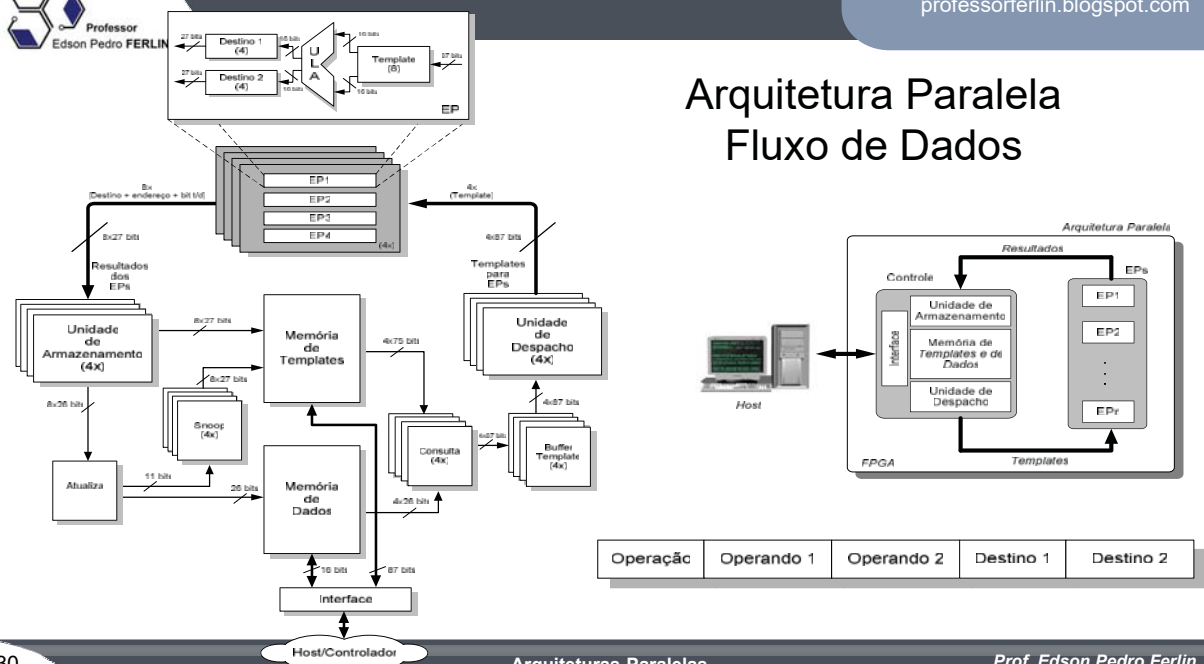 professorferlin.blogspot.com
Professor
Edson Pedro FERLIN
Arquitetura Paralela
Fluxo de Dados
27 bits
Destino 1
(4)
16 bits
27 bits
Destino 2
(4)
16 bits
ULA
16 bits
16 bits
Template
(8)
87 bits
EP
EP1
EP2
EP3
EP4
(4x)
8x
(Destino + endereço + bit t/d)
8x27 bits
Resultados
dos
EPs
4x
(Template)
4x87 bits
Templates
para
EPs
Unidade
de
Armazenamento
(4x)
8x27 bits
8x26 bits
8x27 bits
Snoop
(4x)
Atualiza
11 bits
26 bits
Memória
de
Templates
Memória
de
Dados
4x75 bits
4x26 bits
Consulta
(4x)
4x87 bits
Buffer
Template
(4x)
4x87 bits
Unidade
de
Despacho
(4x)
16 bits
87 bits
Interface
Host/Controlador
Arquitetura Paralela
Resultados
Controle
EPs
Interface
Unidade de
Armazenamento
Memória de
Templates e de
Dados
Unidade de
Despacho
EP1
EP2
EPn
Templates
FPGA
Host
Operação Operando 1 Operando 2 Destino 1 Destino 2
30
Arquiteturas Paralelas
Prof. Edson Pedro Ferlin